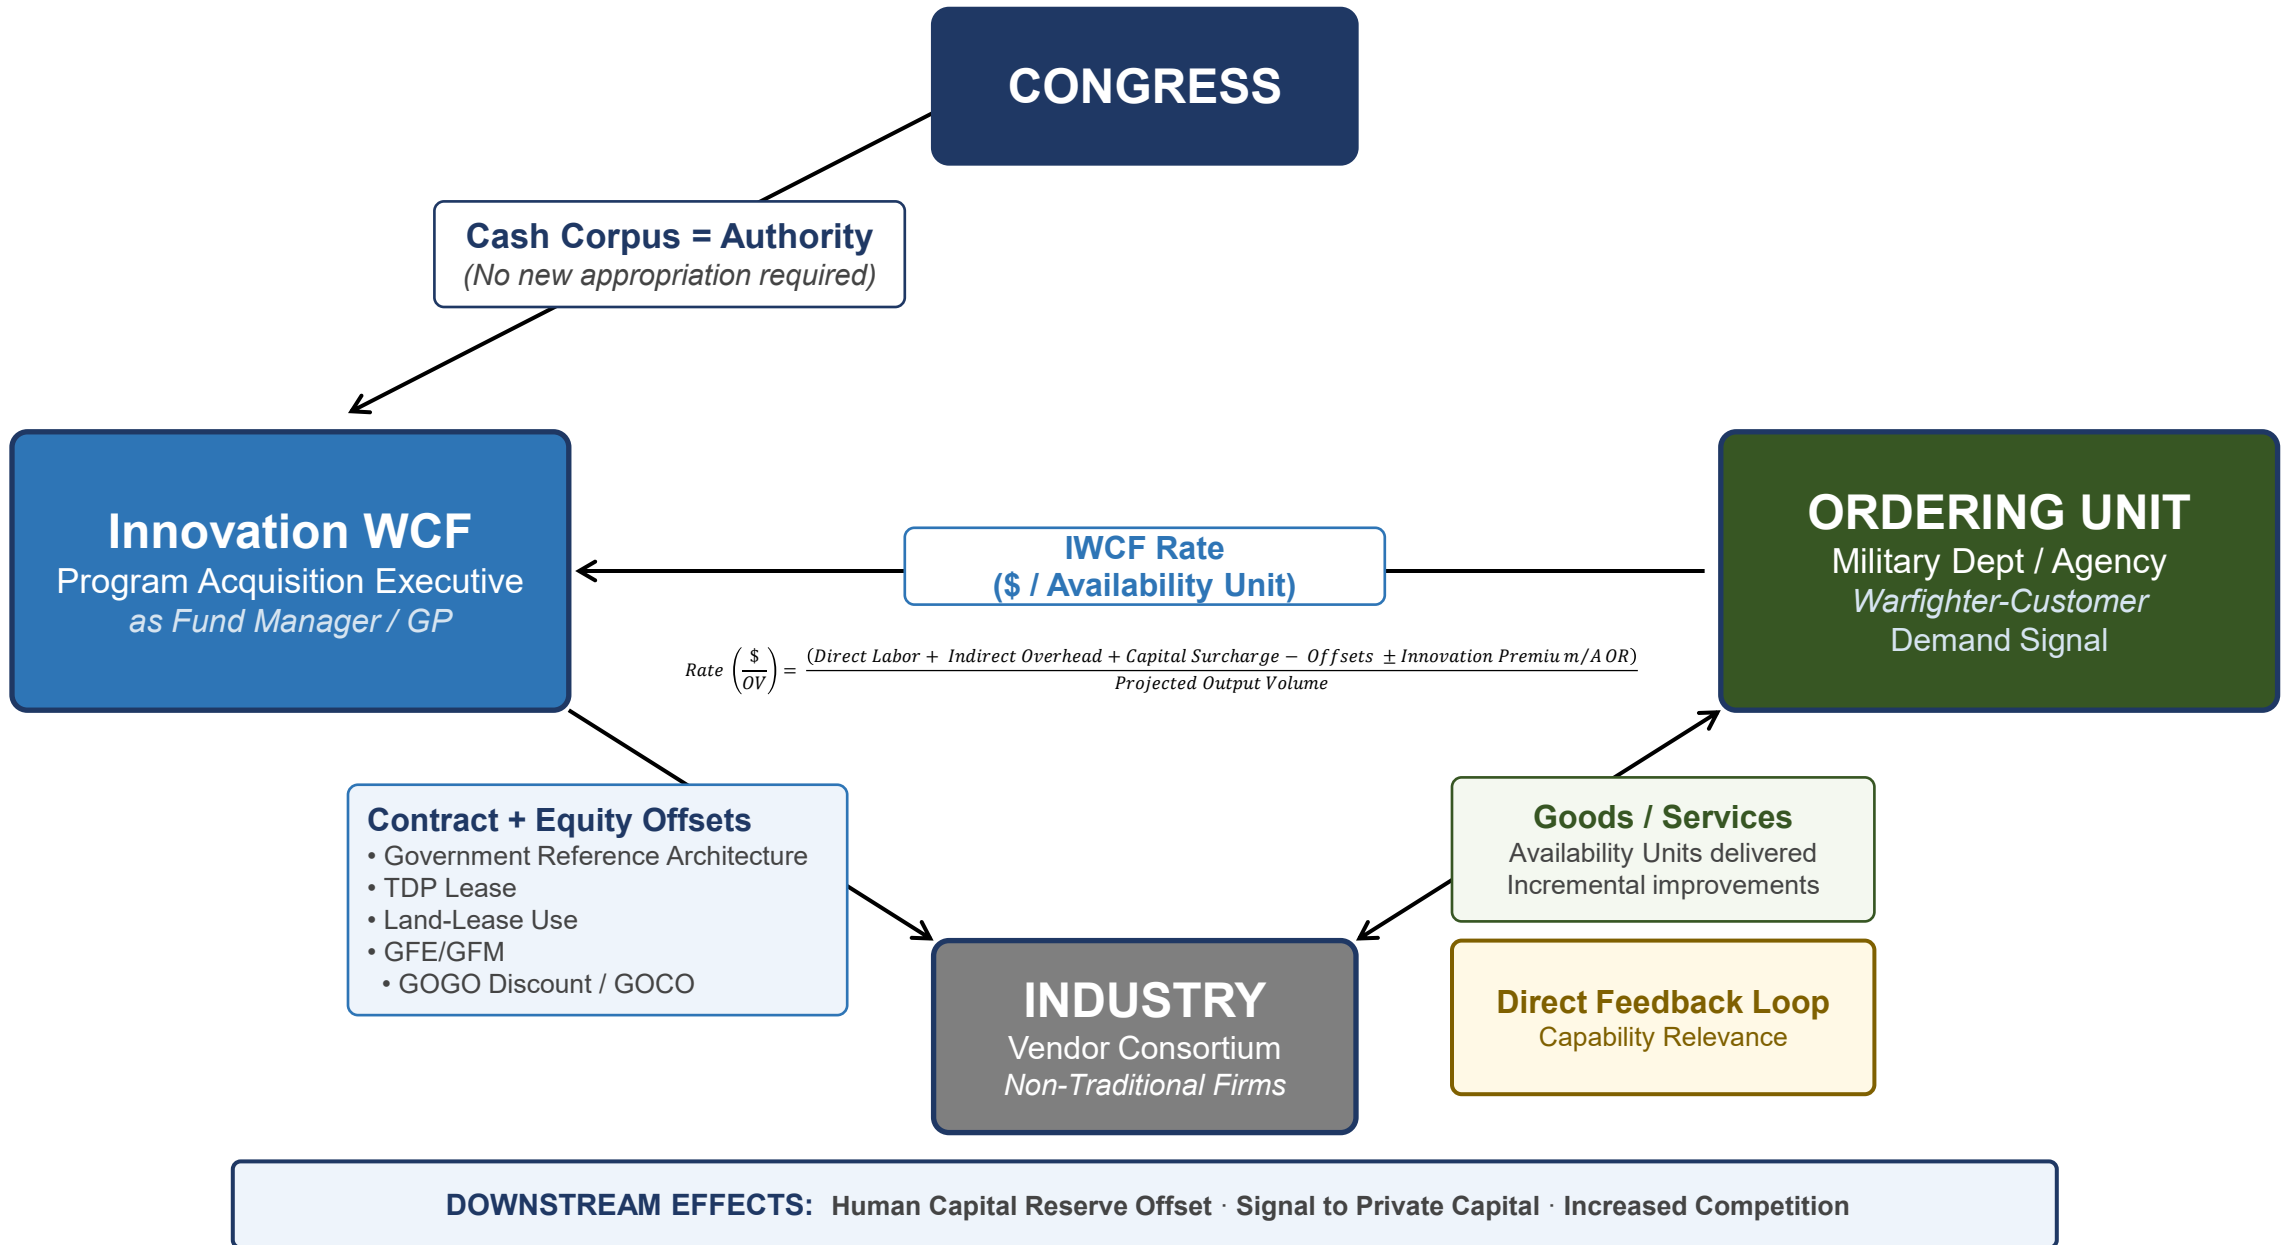 CONGRESS
Cash Corpus = Authority
(No new appropriation required)
Innovation WCF
Program Acquisition Executive
as Fund Manager / GP
IWCF Rate
($ / Availability Unit)
ORDERING UNIT
Military Dept / Agency
Warfighter-Customer
Demand Signal
Rate ($/OV) = (Direct Labor + Indirect Overhead + Capital Surcharge − Offsets ± Innovation Premium/AOR) / Projected Output Volume
Contract + Equity Offsets
• Government Reference Architecture
• TDP Lease
• Land-Lease Use
• GFE/GFM
• GOGO Discount / GOCO
Goods / Services
Availability Units delivered
Incremental improvements
INDUSTRY
Vendor Consortium
Non-Traditional Firms
Direct Feedback Loop
Capability Relevance
DOWNSTREAM EFFECTS: Human Capital Reserve Offset · Signal to Private Capital · Increased Competition